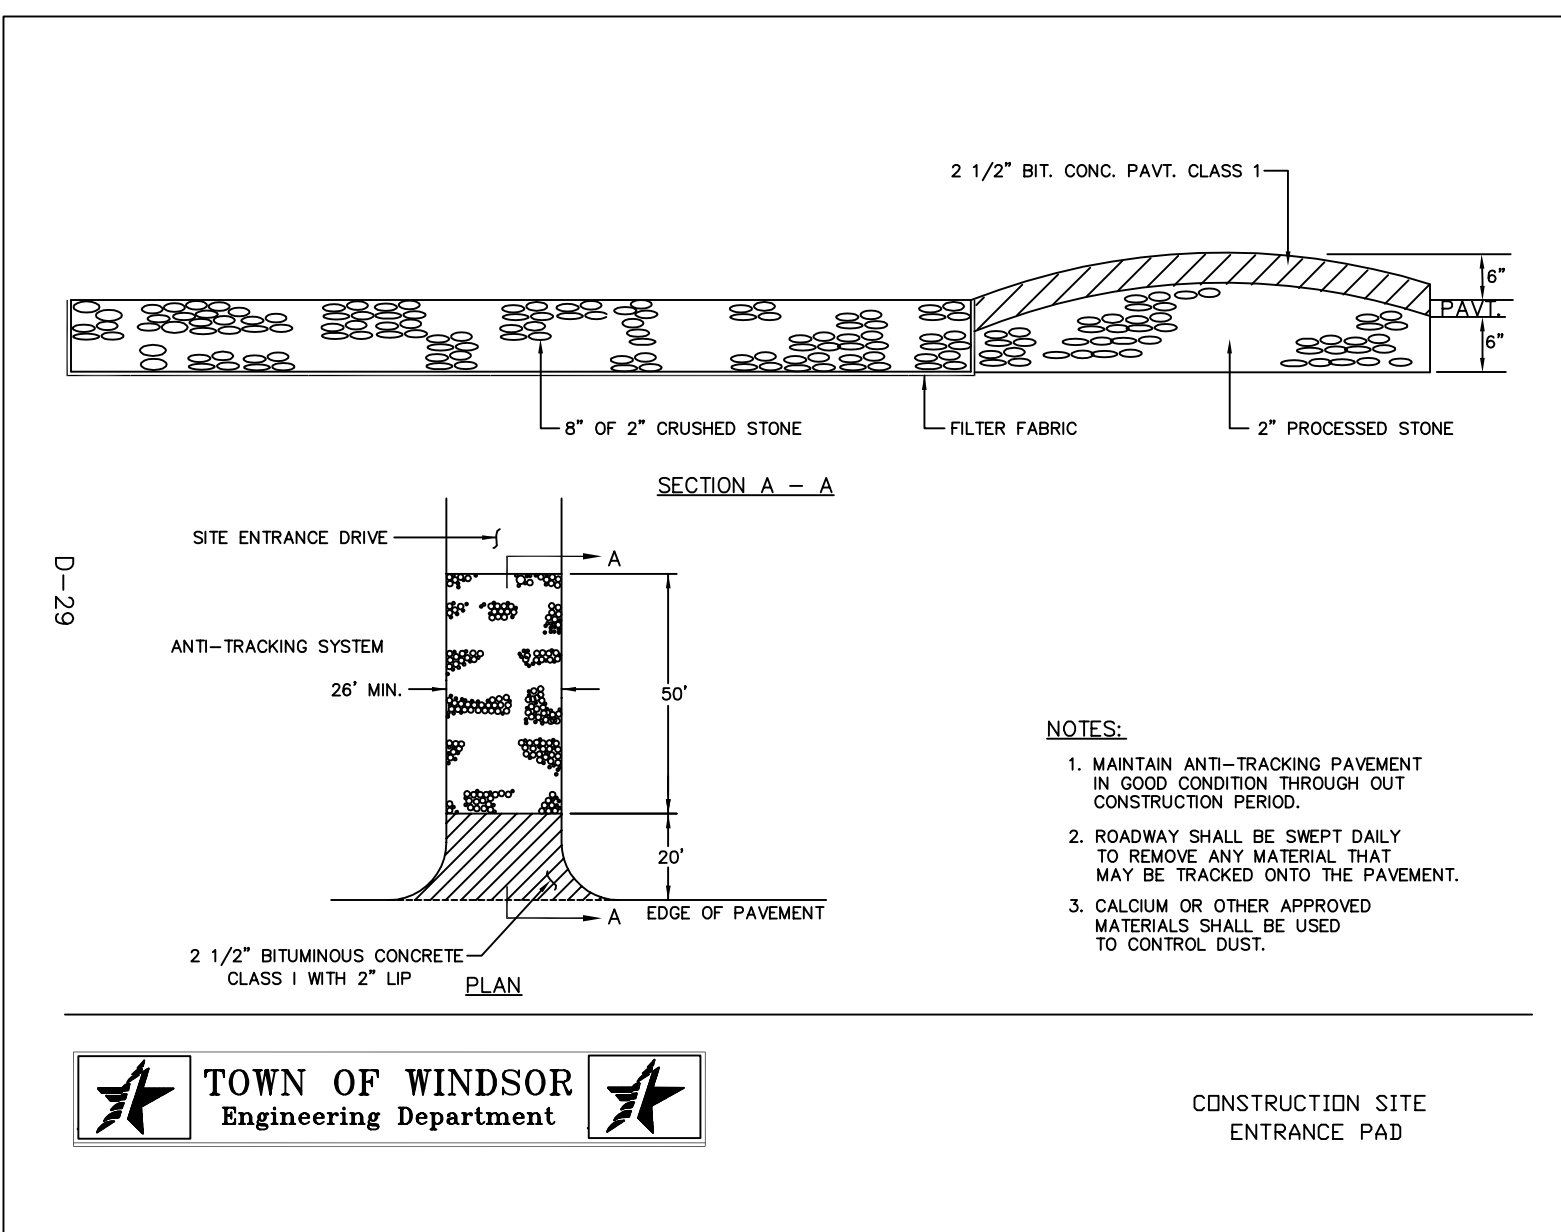 2 1/2” BIT. CONC. PAVT. CLASS 1
6”
PAVT.
6”
8” OF 2” CRUSHED STONE
FILTER FABRIC
2” PROCESSED STONE
SECTION A – A
SITE ENTRANCE DRIVE
A
D–29
ANTI–TRACKING SYSTEM
26’ MIN.
50’
20’
A
EDGE OF PAVEMENT
2 1/2” BITUMINOUS CONCRETE
CLASS I WITH 2” LIP
PLAN
NOTES:
1. MAINTAIN ANTI–TRACKING PAVEMENT
IN GOOD CONDITION THROUGH OUT
CONSTRUCTION PERIOD.
2. ROADWAY SHALL BE SWEPT DAILY
TO REMOVE ANY MATERIAL THAT
MAY BE TRACKED ONTO THE PAVEMENT.
3. CALCIUM OR OTHER APPROVED
MATERIALS SHALL BE USED
TO CONTROL DUST.
TOWN OF WINDSOR
Engineering Department
CONSTRUCTION SITE
ENTRANCE PAD